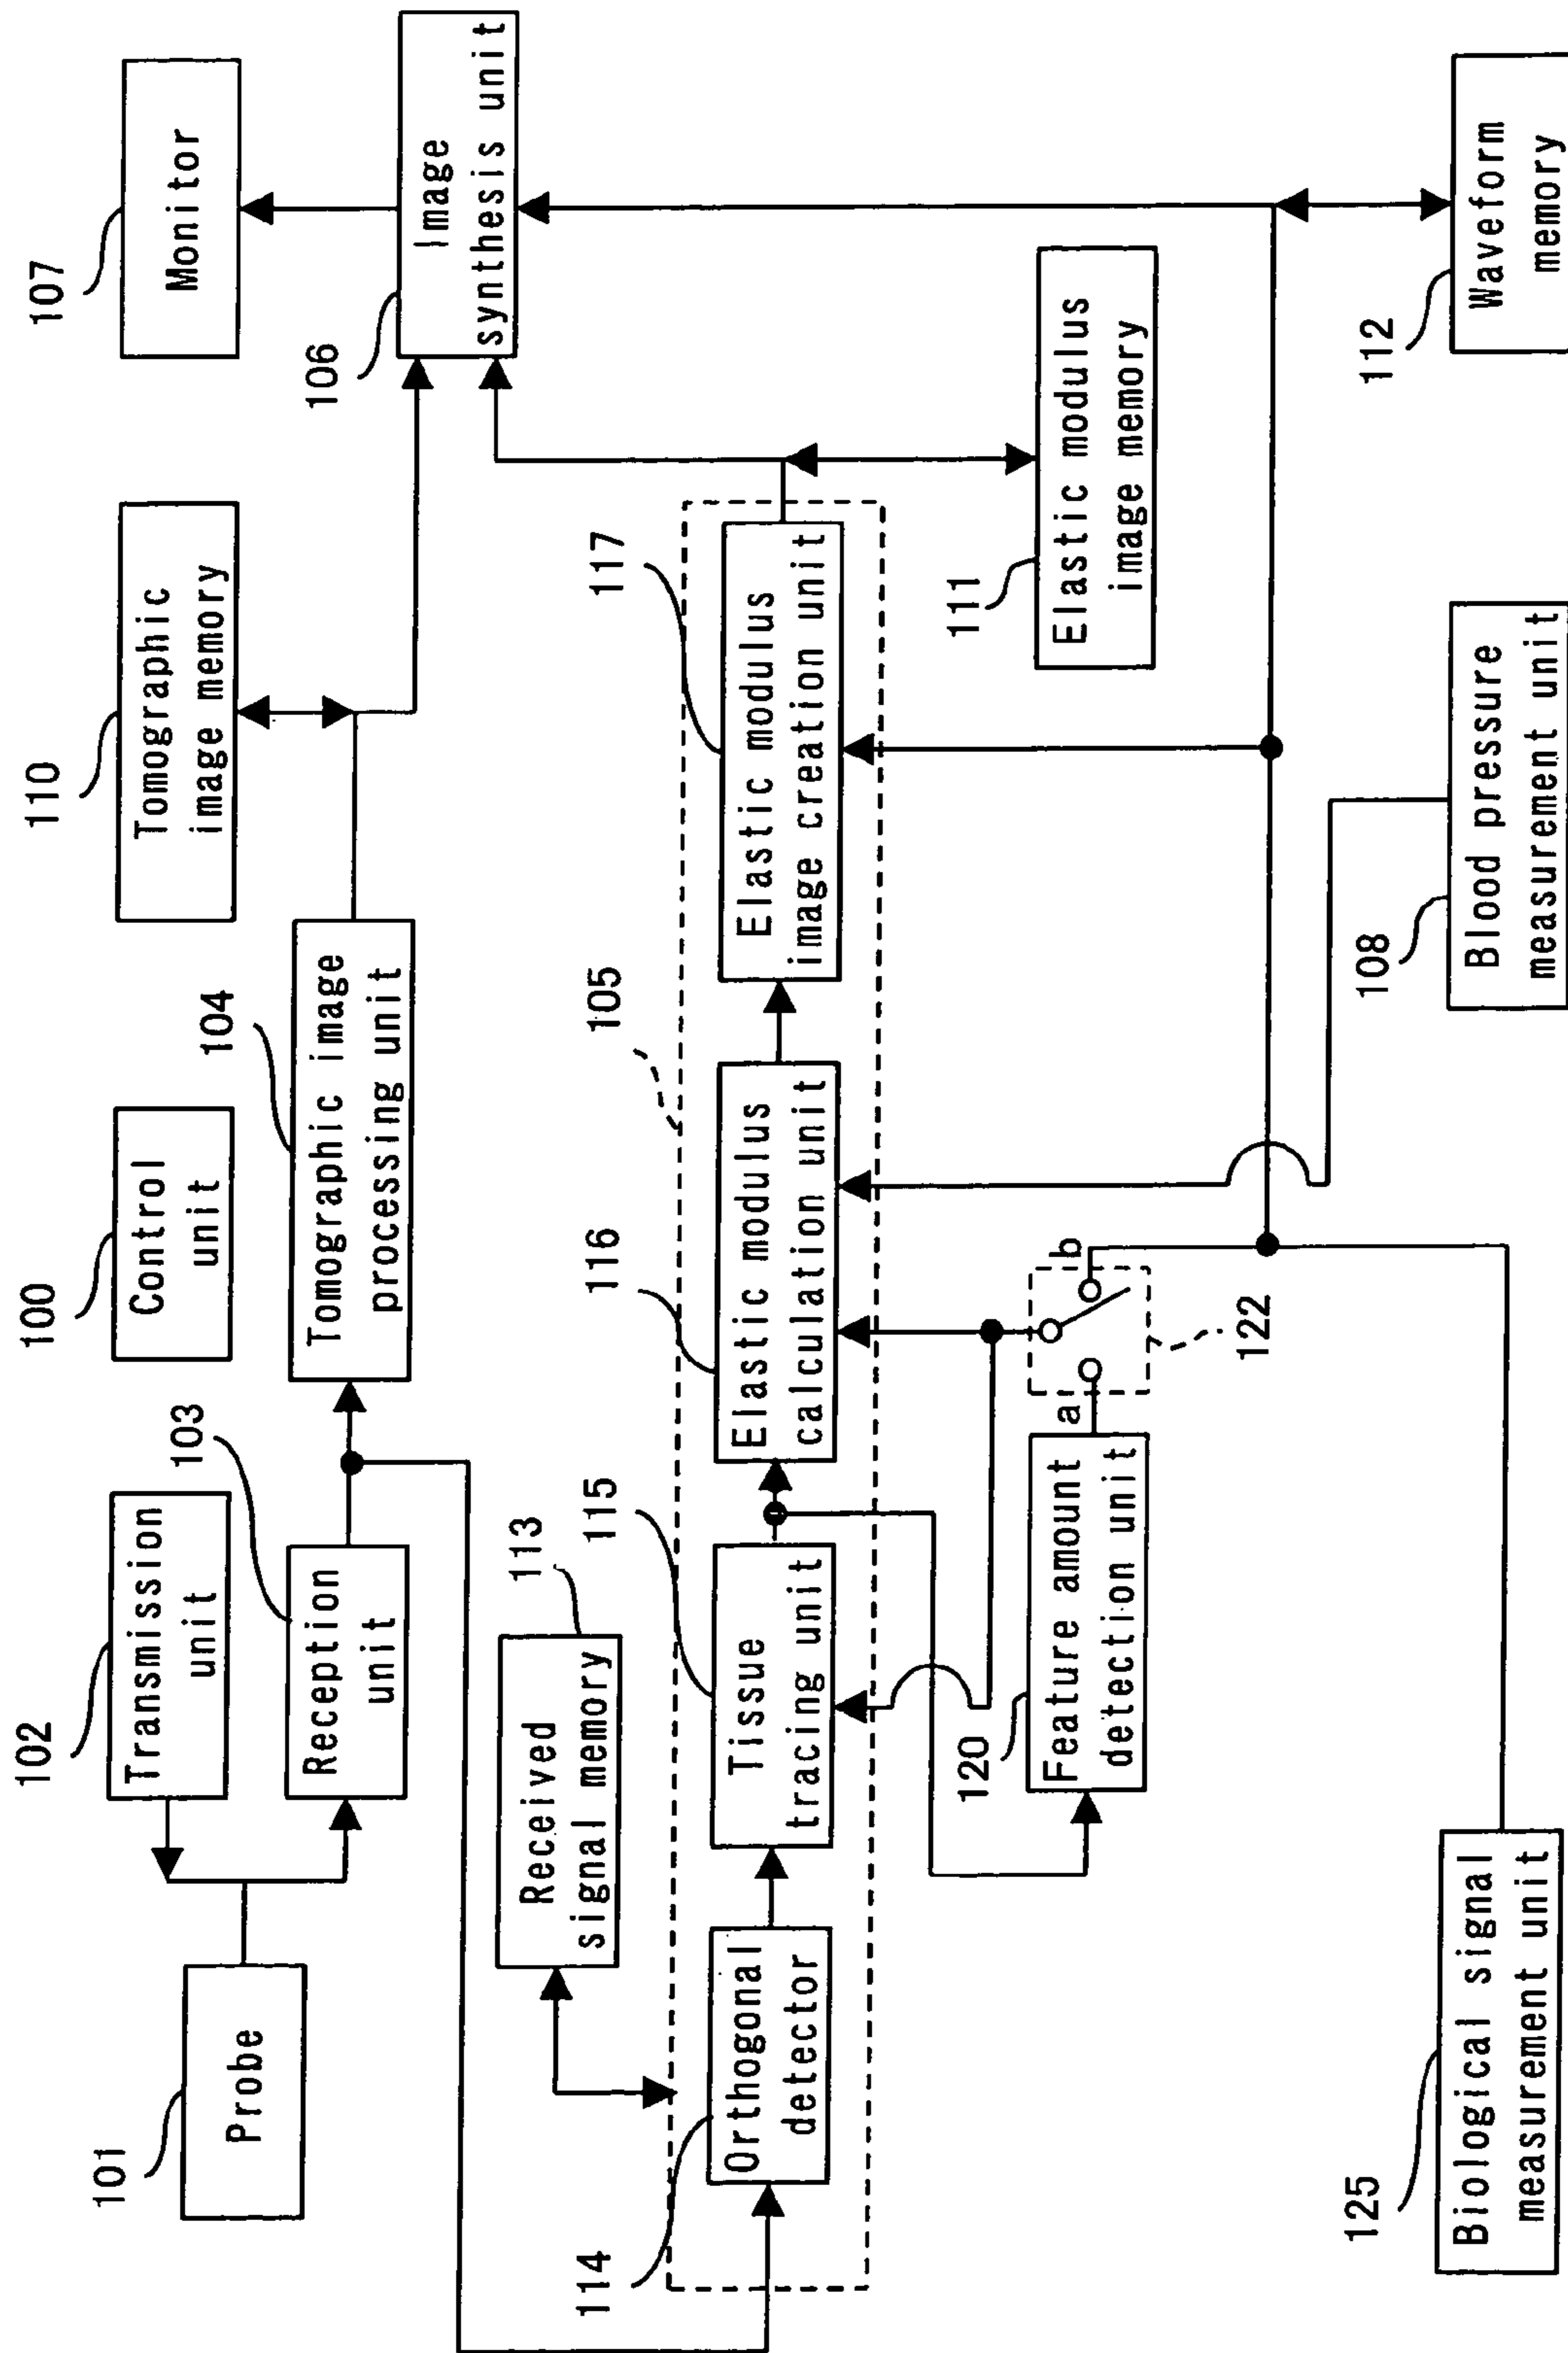 101
Probe
102
Transmission
unit
103
Reception
unit
100
Control
unit
104
Tomographic image
processing unit
110
Tomographic
image memory
107
Monitor
106
Image
synthesis unit
113
Received
signal memory
105
114
Orthogonal
detector
115
Tissue
tracing unit
116
Elastic modulus
calculation unit
117
Elastic modulus
image creation unit
111
Elastic modulus
image memory
120
Feature amount
detection unit
a
b
122
125
Biological signal
measurement unit
108
Blood pressure
measurement unit
112
Waveform
memory